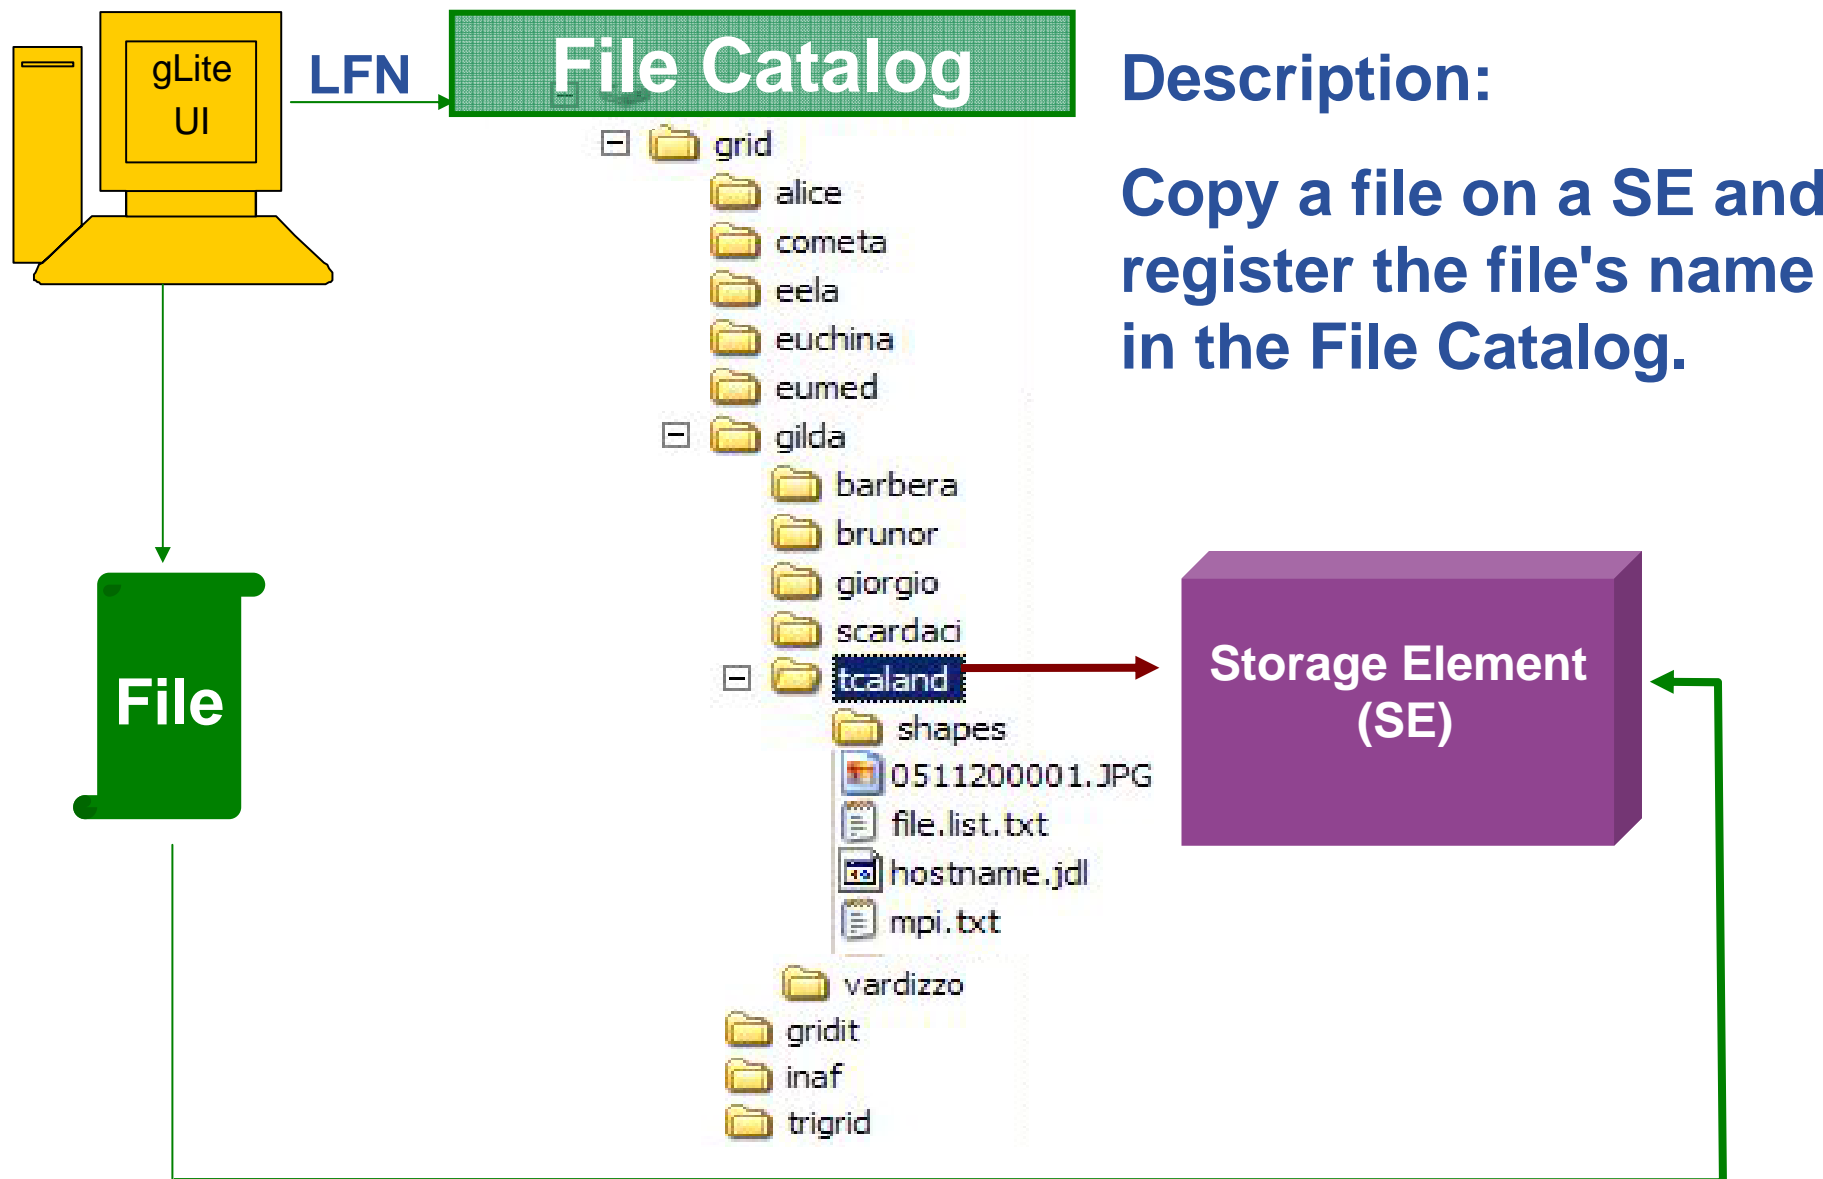 gLite
UI
LFN
File Catalog
Description:
Copy a file on a SE and
register the file's name
in the File Catalog.
grid
alice
cometa
eela
euchina
eumed
gilda
barbera
brunor
giorgio
scardaci
tcaland
shapes
0511200001.JPG
file.list.txt
hostname.jdl
mpi.txt
vardizzo
gridit
inaf
trigrid
File
Storage Element
(SE)